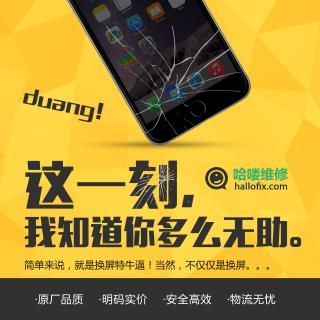 duang!
这一刻,
哈喽维修
hallofix.com
我知道你多么无助。
简单来说，就是换屏特牛逼！当然，不仅仅是换屏。。。
·原厂品质 ·明码实价 ·安全高效 ·物流无忧